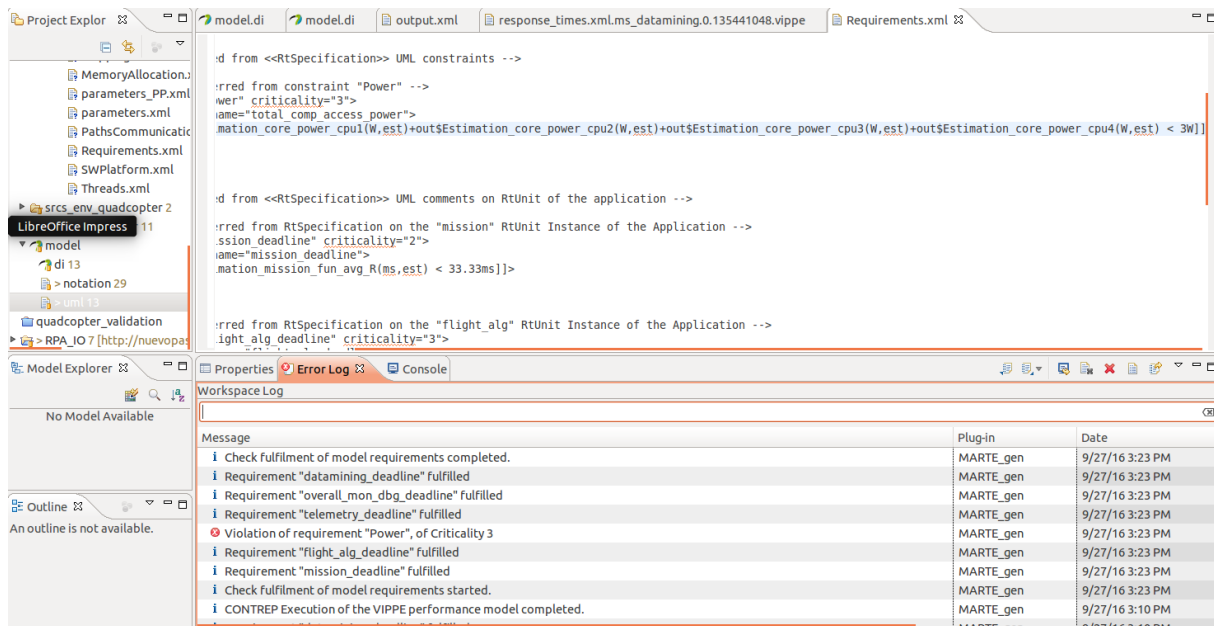 Project Explor
model.di
model.di
output.xml
response_times.xml.ms_datamining.0.135441048.vippe
Requirements.xml
MemoryAllocation.
parameters_PP.xml
parameters.xml
PathsCommunicatio
Requirements.xml
SWPlatform.xml
Threads.xml
srcs_env_quadcopter 2
LibreOffice Impress
11
model
di 13
> notation 29
> uml 13
quadcopter_validation
> RPA_IO 7 [http://nuevopas
ed from <<RtSpecification>> UML constraints -->
erred from constraint "Power" -->
ower" criticality="3">
name="total_comp_access_power">
imation_core_power_cpu1(W,est)+out$Estimation_core_power_cpu2(W,est)+out$Estimation_core_power_cpu3(W,est)+out$Estimation_core_power_cpu4(W,est) < 3W]]
ed from <<RtSpecification>> UML comments on RtUnit of the application -->
erred from RtSpecification on the "mission" RtUnit Instance of the Application -->
ission_deadline" criticality="2">
name="mission_deadline">
imation_mission_fun_avg_R(ms,est) < 33.33ms]]>
erred from RtSpecification on the "flight_alg" RtUnit Instance of the Application -->
light_alg_deadline" criticality="3">
Model Explorer
No Model Available
Outline
An outline is not available.
Properties
Error Log
Console
Workspace Log
Message Plug-in Date
Check fulfilment of model requirements completed. MARTE_gen 9/27/16 3:23 PM
Requirement "datamining_deadline" fulfilled MARTE_gen 9/27/16 3:23 PM
Requirement "overall_mon_dbg_deadline" fulfilled MARTE_gen 9/27/16 3:23 PM
Requirement "telemetry_deadline" fulfilled MARTE_gen 9/27/16 3:23 PM
Violation of requirement "Power", of Criticality 3 MARTE_gen 9/27/16 3:23 PM
Requirement "flight_alg_deadline" fulfilled MARTE_gen 9/27/16 3:23 PM
Requirement "mission_deadline" fulfilled MARTE_gen 9/27/16 3:23 PM
Check fulfilment of model requirements started. MARTE_gen 9/27/16 3:23 PM
CONTREP Execution of the VIPPE performance model completed. MARTE_gen 9/27/16 3:10 PM